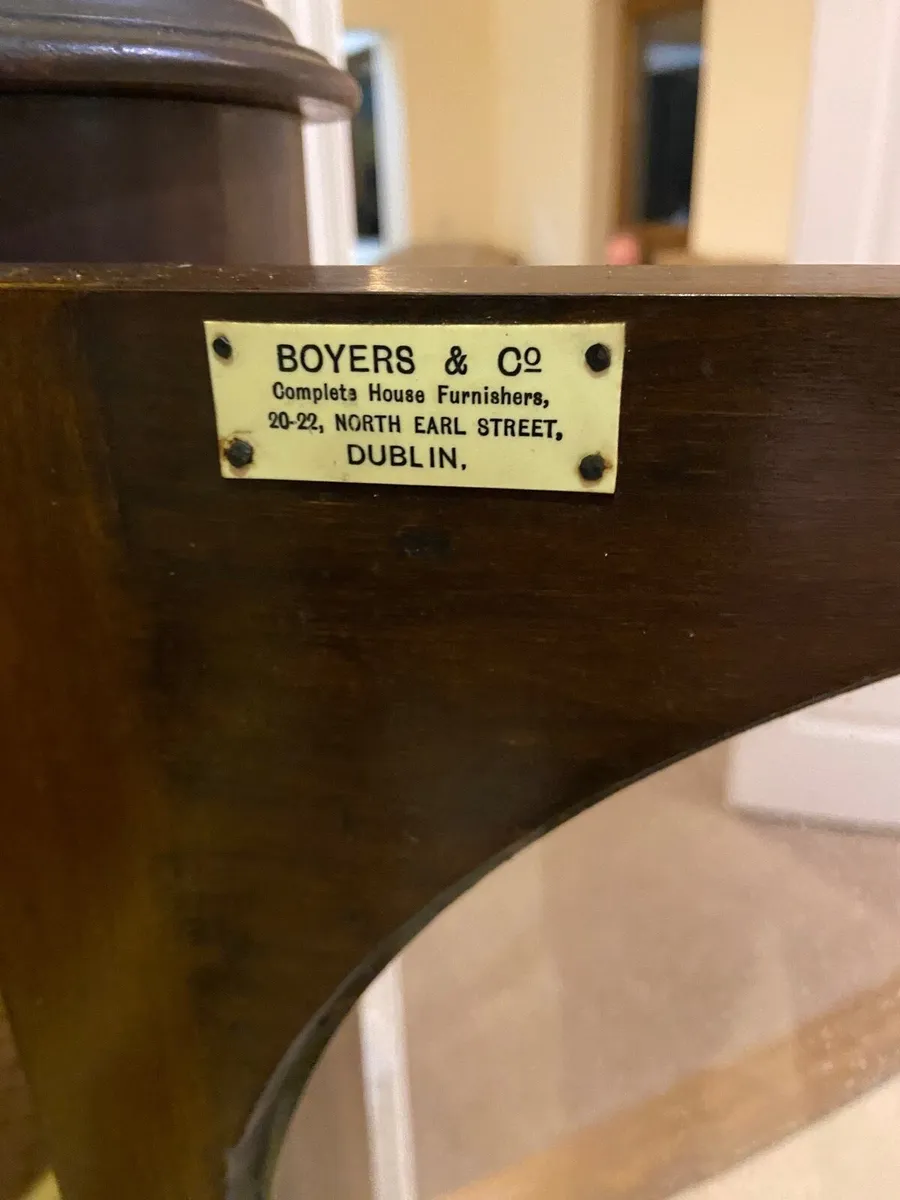 BOYERS & Cº
Complete House Furnishers,
20-22, NORTH EARL STREET,
DUBLIN.